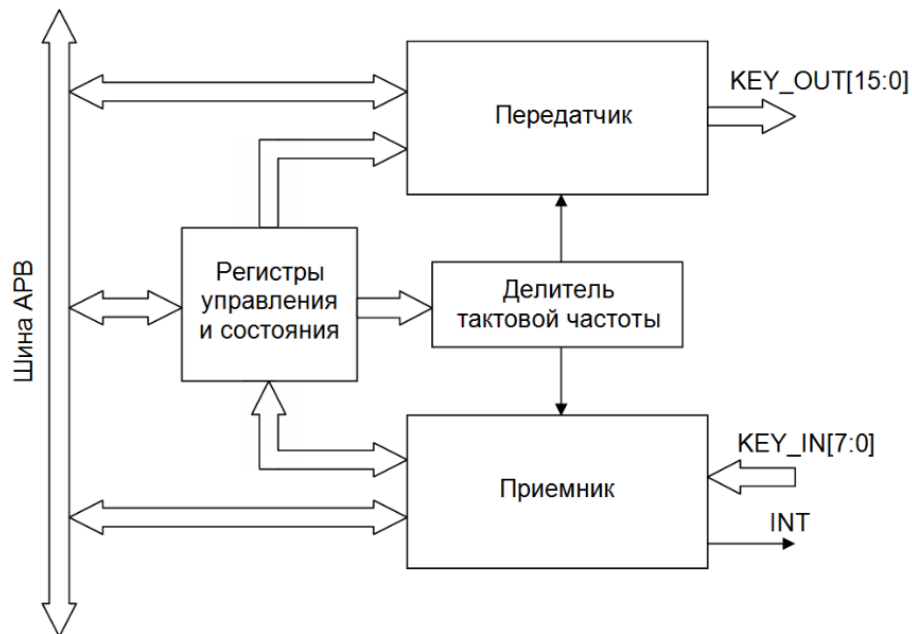 Шина APB
Передатчик
KEY_OUT[15:0]
Регистры
управления
и состояния
Делитель
тактовой частоты
Приемник
KEY_IN[7:0]
INT